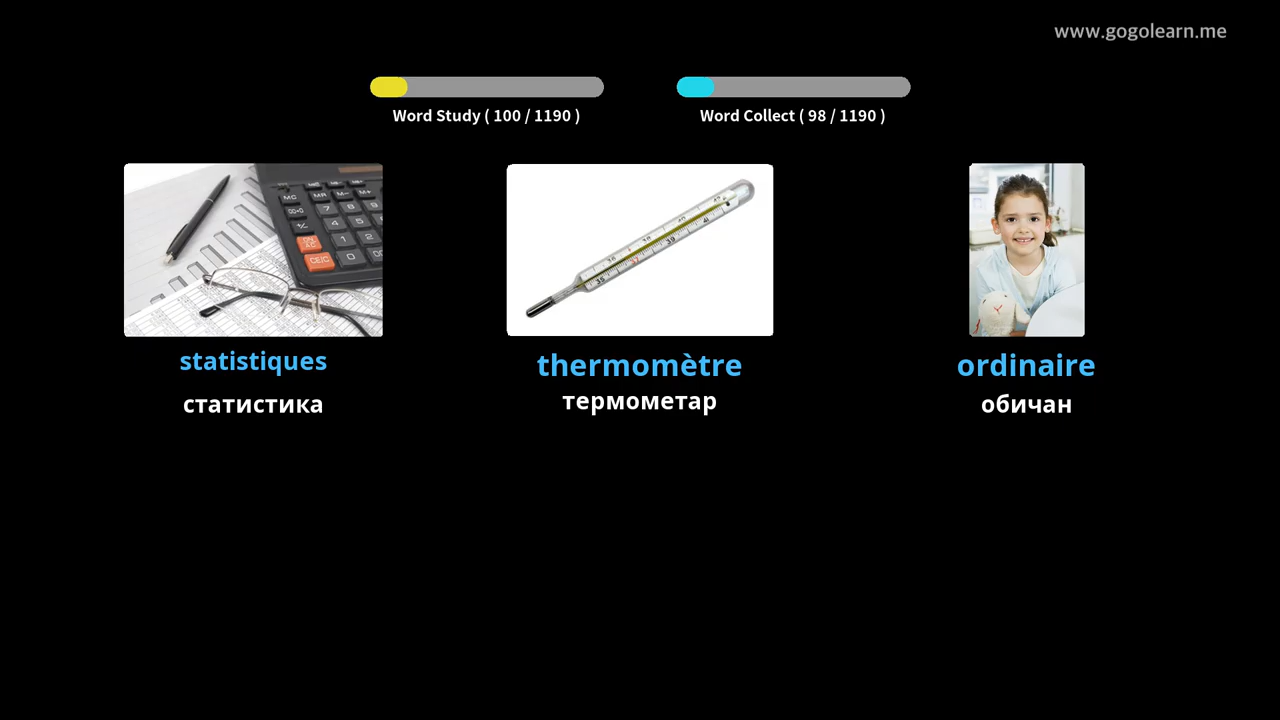 www.gogolearn.me
Word Study ( 100 / 1190 )
Word Collect ( 98 / 1190 )
statistiques
статистика
thermomètre
термометар
ordinaire
обичан